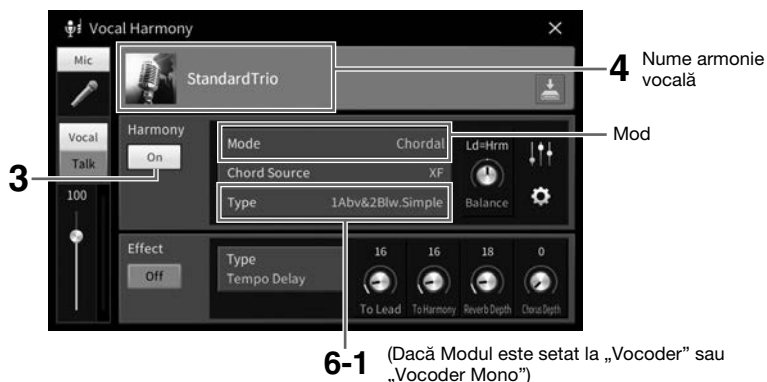 Vocal Harmony
Mic
StandardTrio
4 Nume armonie vocală
Vocal
Talk
100
3
Harmony
On
Mode Chordal
Mod
Chord Source XF
Type 1Abv&2Blw.Simple
Ld=Hrm
Balance
Effect
Off
Type
Tempo Delay
16
To Lead
16
To Harmony
18
Reverb Depth
0
Chorus Depth
6-1 (Dacă Modul este setat la „Vocoder” sau
„Vocoder Mono”)